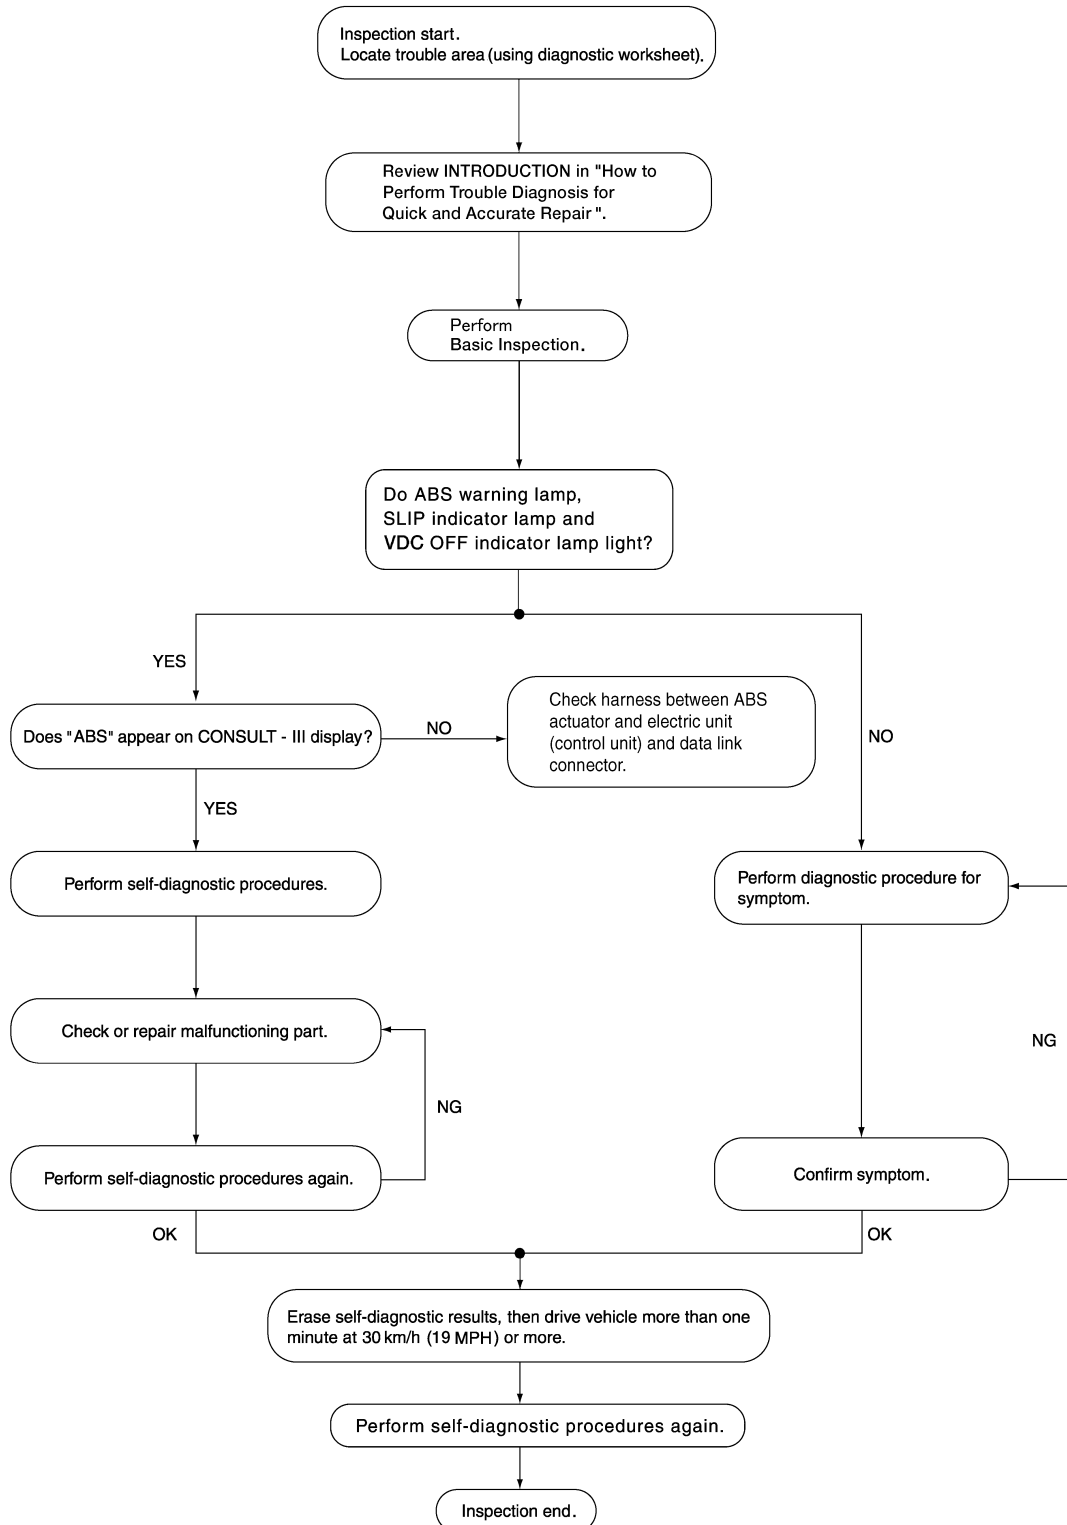 Inspection start.
Locate trouble area (using diagnostic worksheet).
Review INTRODUCTION in "How to
Perform Trouble Diagnosis for
Quick and Accurate Repair ".
Perform
Basic Inspection.
Do ABS warning lamp,
SLIP indicator lamp and
VDC OFF indicator lamp light?
YES
Does "ABS" appear on CONSULT - III display?
NO
Check harness between ABS
actuator and electric unit
(control unit) and data link
connector.
NO
YES
Perform self-diagnostic procedures.
Perform diagnostic procedure for
symptom.
Check or repair malfunctioning part.
NG
NG
Perform self-diagnostic procedures again.
Confirm symptom.
OK
OK
Erase self-diagnostic results, then drive vehicle more than one
minute at 30 km/h (19 MPH) or more.
Perform self-diagnostic procedures again.
Inspection end.